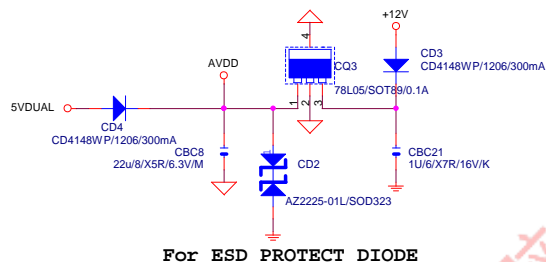 +12V
4
AVDD
CQ3
CD3
CD4148WP/1206/300mA
78L05/SOT89/0.1A
5VDUAL
1
2
3
CD4
CD4148WP/1206/300mA
CBC8
22u/8/X5R/6.3V/M
1
CD2
CBC21
1U/6/X7R/16V/K
AZ2225-01L/SOD323
For ESD PROTECT DIODE